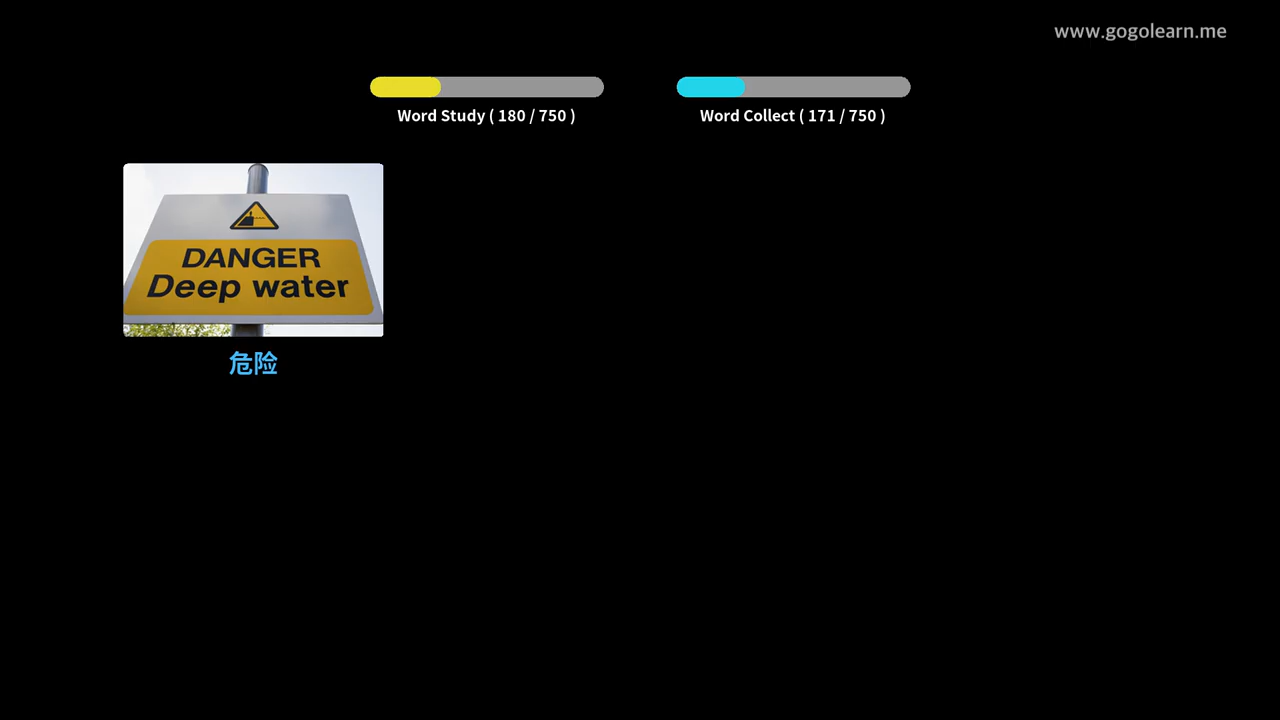 www.gogolearn.me
Word Study ( 180 / 750 )
Word Collect ( 171 / 750 )
DANGER
Deep water
危险